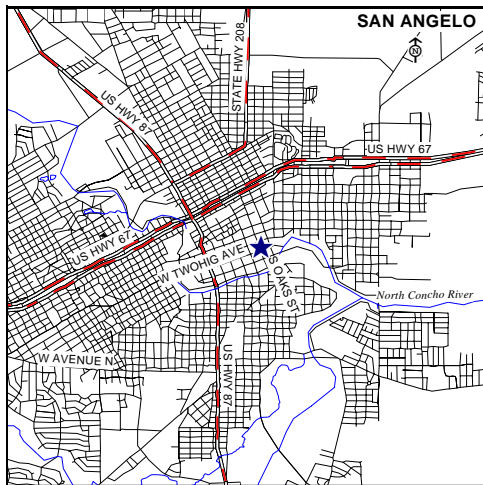 SAN ANGELO
N
STATE HWY 208
US HWY 87
US HWY 67
US HWY 67
W TWOHIG AVE
S OAKS ST
North Concho River
W AVENUE N
US HWY 87